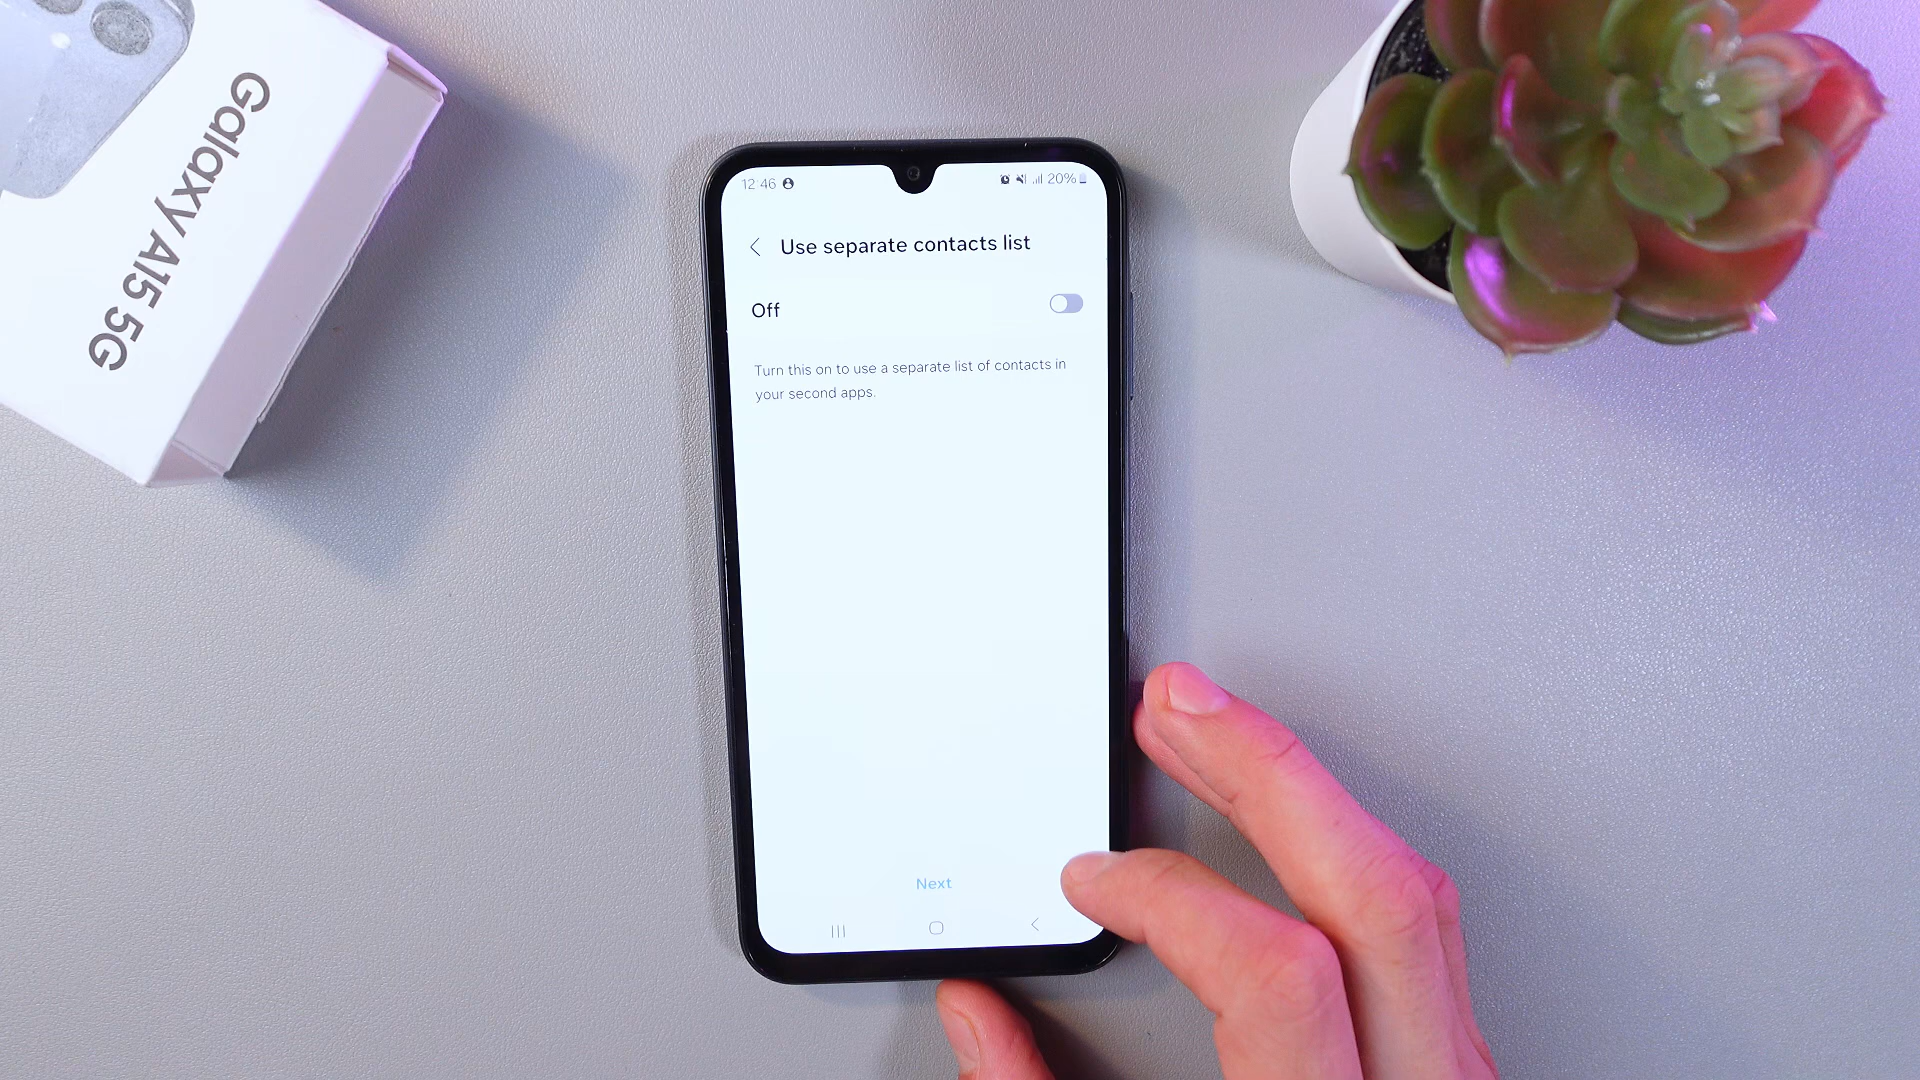 Galaxy A15 5G
12:46
20%
Use separate contacts list
Off
Turn this on to use a separate list of contacts in
your second apps.
Next